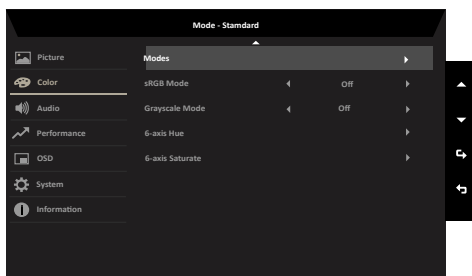 Mode - Standard
Picture
Color
Audio
Performance
OSD
System
Information
Modes
sRGB Mode Off
Grayscale Mode Off
6-axis Hue
6-axis Saturate